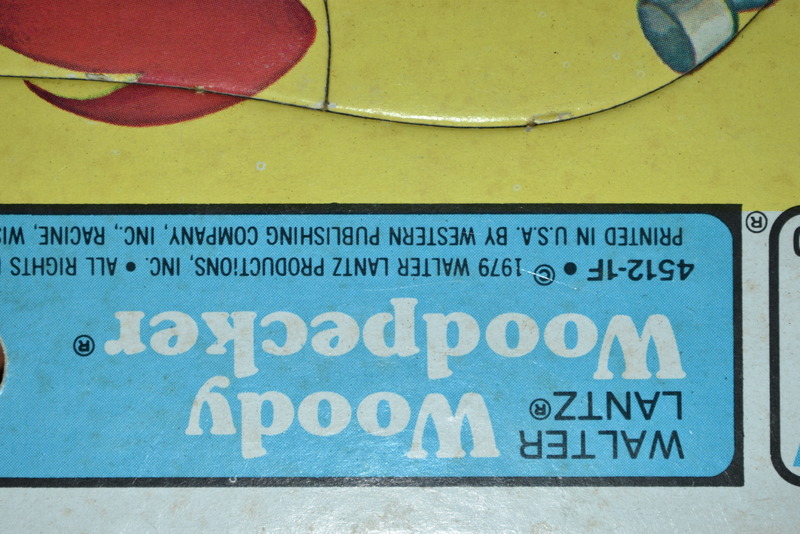 WALTER
LANTZ®
Woody
Woodpecker®
4512-1F • © 1979 WALTER LANTZ PRODUCTIONS, INC. • ALL RIGHTS
PRINTED IN U.S.A. BY WESTERN PUBLISHING COMPANY, INC., RACINE, WIS
®